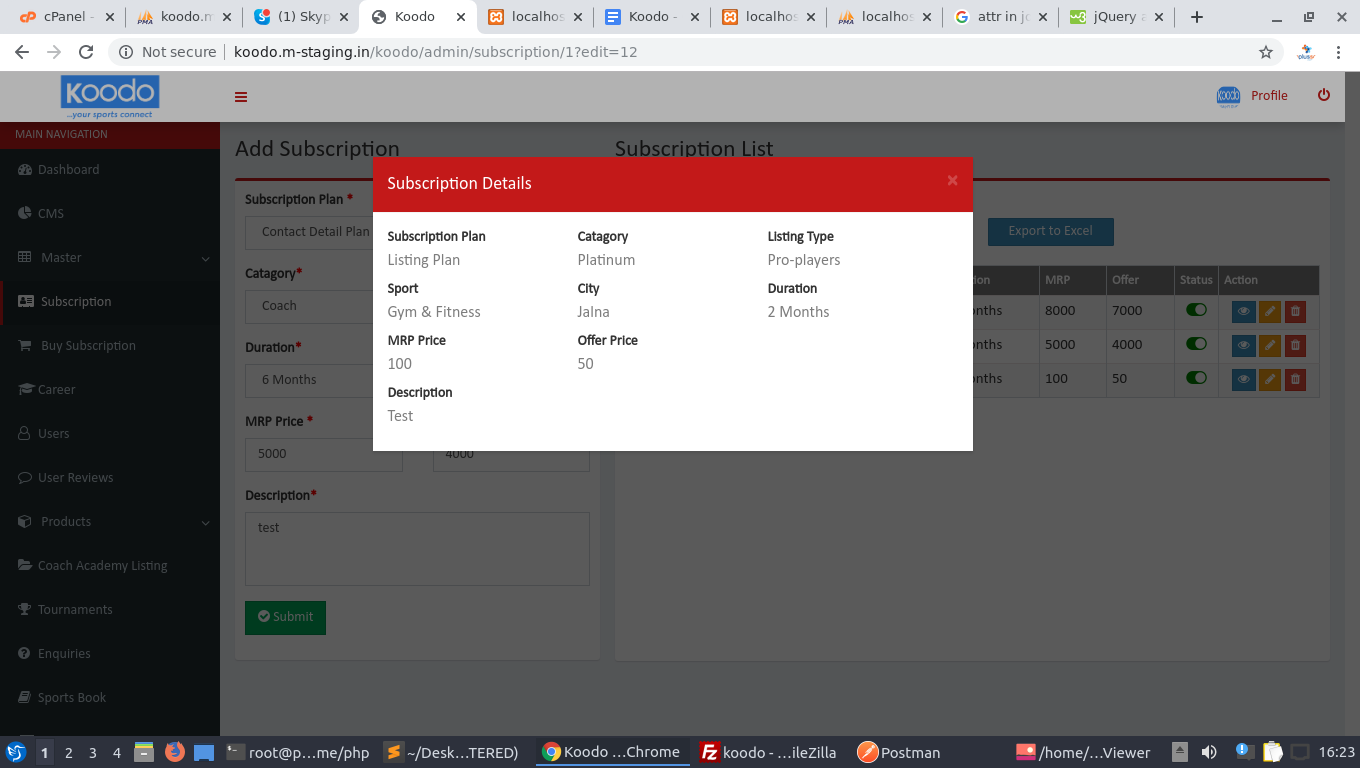 cPanel -
koodo.m
(1) Skyp
Koodo
localhos
Koodo -
localhos
localhos
attr in jq
jQuery a
Not secure
koodo.m-staging.in/koodo/admin/subscription/1?edit=12
Koodo
...your sports connect
Profile
MAIN NAVIGATION
Dashboard
CMS
Master
Subscription
Buy Subscription
Career
Users
User Reviews
Products
Coach Academy Listing
Tournaments
Enquiries
Sports Book
Add Subscription
Subscription Plan *
Contact Detail Plan
Catagory*
Coach
Duration*
6 Months
MRP Price *
5000
4000
Description*
test
Submit
Subscription List
Export to Excel
ion MRP Offer Status Action
onths 8000 7000
onths 5000 4000
onths 100 50
Subscription Details ×
Subscription Plan Catagory Listing Type
Listing Plan Platinum Pro-players
Sport City Duration
Gym & Fitness Jalna 2 Months
MRP Price Offer Price
100 50
Description
Test
1 2 3 4 root@p...me/php ~/Desk...TERED) Koodo ...Chrome koodo - ...ileZilla Postman /home/...Viewer 16:23